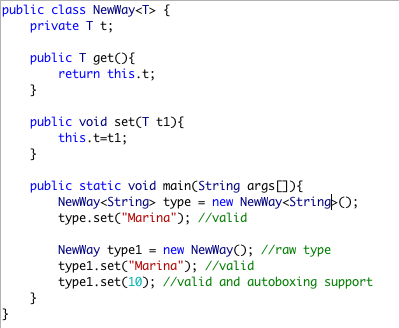 public class NewWay<T> {
    private T t;

    public T get(){
        return this.t;
    }

    public void set(T t1){
        this.t=t1;
    }

    public static void main(String args[]){
        NewWay<String> type = new NewWay<String>();
        type.set("Marina"); //valid

        NewWay type1 = new NewWay(); //raw type
        type1.set("Marina"); //valid
        type1.set(10); //valid and autoboxing support
    }
}